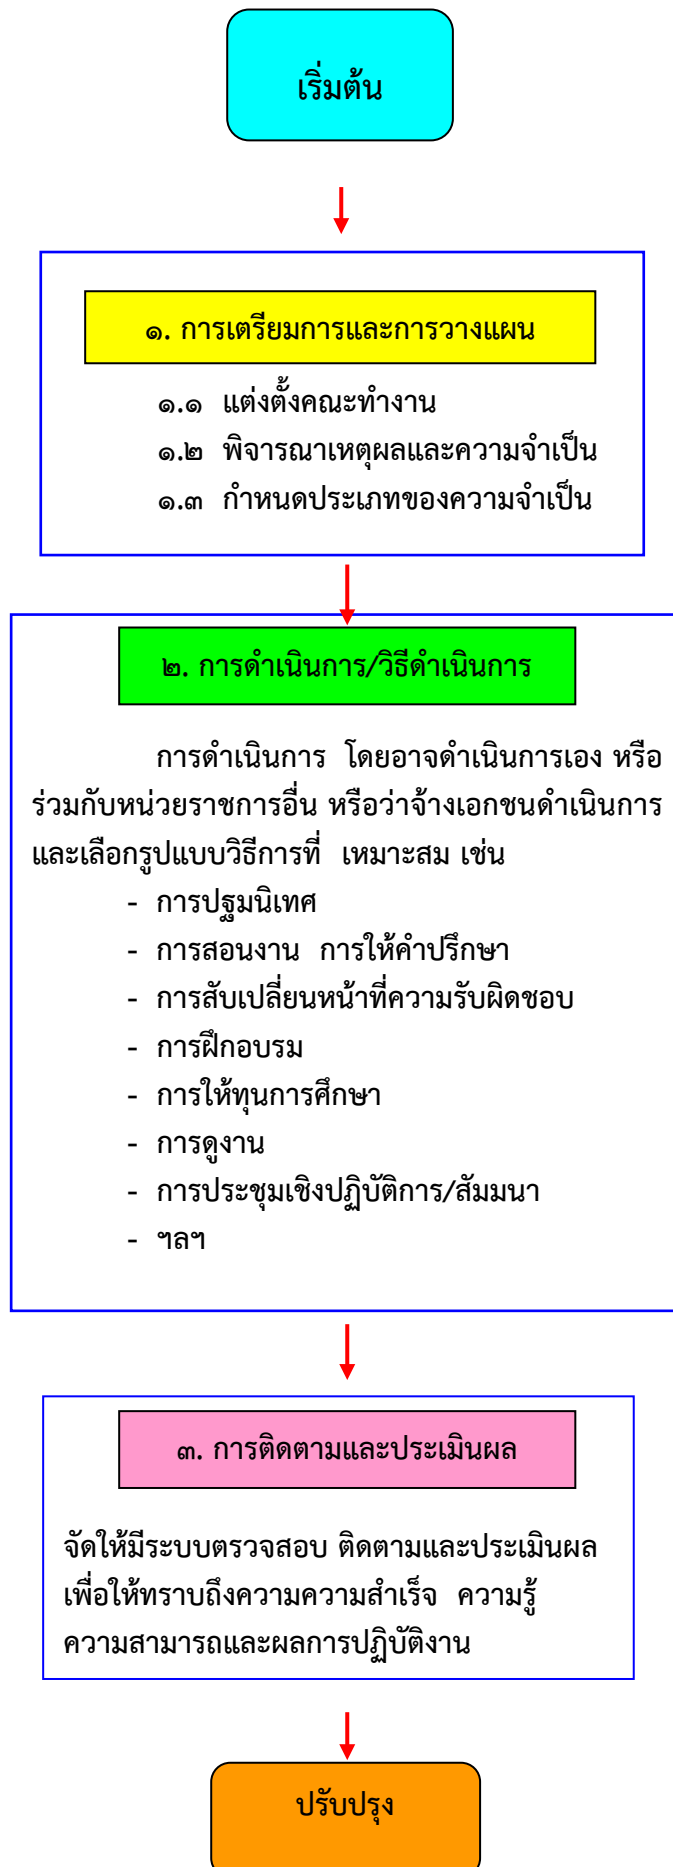 เริ่มต้น
๑. การเตรียมการและการวางแผน
๑.๑ แต่งตั้งคณะทำงาน
๑.๒ พิจารณาเหตุผลและความจำเป็น
๑.๓ กำหนดประเภทของความจำเป็น
๒. การดำเนินการ/วิธีดำเนินการ
การดำเนินการ โดยอาจดำเนินการเอง หรือ
ร่วมกับหน่วยราชการอื่น หรือว่าจ้างเอกชนดำเนินการ
และเลือกรูปแบบวิธีการที่ เหมาะสม เช่น
- การปฐมนิเทศ
- การสอนงาน การให้คำปรึกษา
- การสับเปลี่ยนหน้าที่ความรับผิดชอบ
- การฝึกอบรม
- การให้ทุนการศึกษา
- การดูงาน
- การประชุมเชิงปฏิบัติการ/สัมมนา
- ฯลฯ
๓. การติดตามและประเมินผล
จัดให้มีระบบตรวจสอบ ติดตามและประเมินผล
เพื่อให้ทราบถึงความความสำเร็จ ความรู้
ความสามารถและผลการปฏิบัติงาน
ปรับปรุง